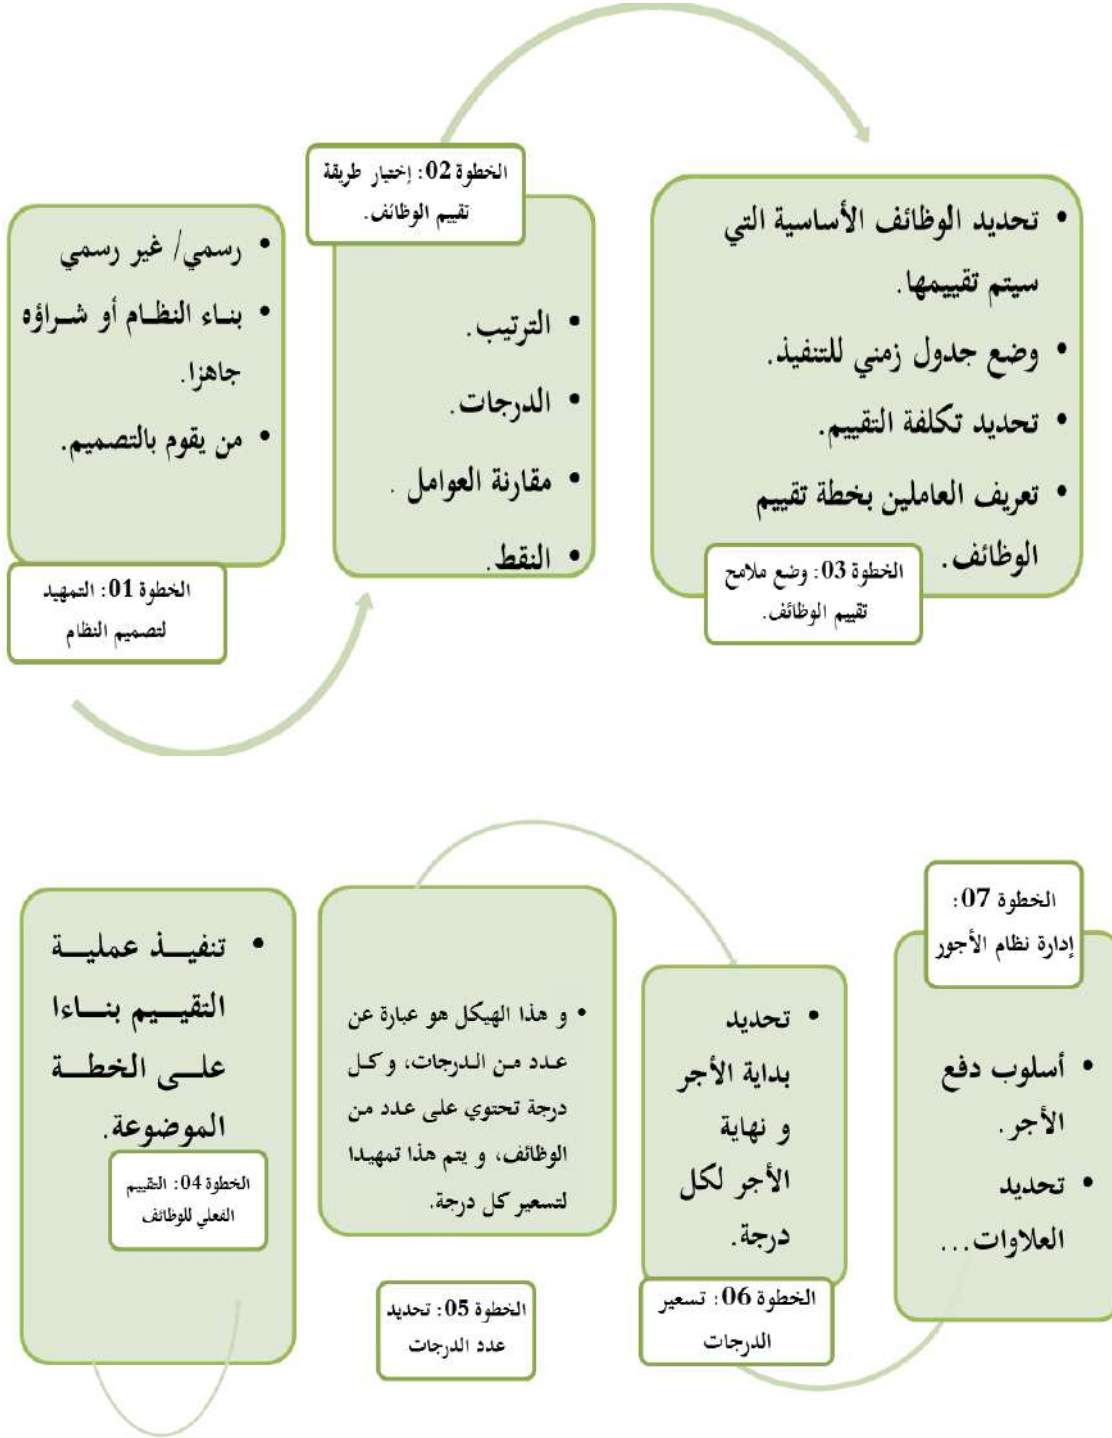 الخطوة 01: التمهيد
لتصميم النظام
• رسمي/ غير رسمي
• بناء النظام أو شراؤه
جاهزا.
• من يقوم بالتصميم.
الخطوة 02: إختيار طريقة
تقييم الوظائف.
• الترتيب.
• الدرجات.
• مقارنة العوامل .
• النقط.
الخطوة 03: وضع ملامح
تقييم الوظائف.
• تحديد الوظائف الأساسية التي
سيتم تقييمها.
• وضع جدول زمني للتنفيذ.
• تحديد تكلفة التقييم.
• تعريف العاملين بخطة تقييم
الوظائف.
الخطوة 04: التقييم
الفعلي للوظائف
• تنفيذ عملية
التقييم بناءا
على الخطة
الموضوعة.
الخطوة 05: تحديد
عدد الدرجات
• و هذا الهيكل هو عبارة عن
عدد من الدرجات، و كل
درجة تحتوي على عدد من
الوظائف، و يتم هذا تمهيدا
لتسعير كل درجة.
الخطوة 06: تسعير
الدرجات
• تحديد
بداية الأجر
و نهاية
الأجر لكل
درجة.
الخطوة 07:
إدارة نظام الأجور
• أسلوب دفع
الأجر.
• تحديد
العلاوات...